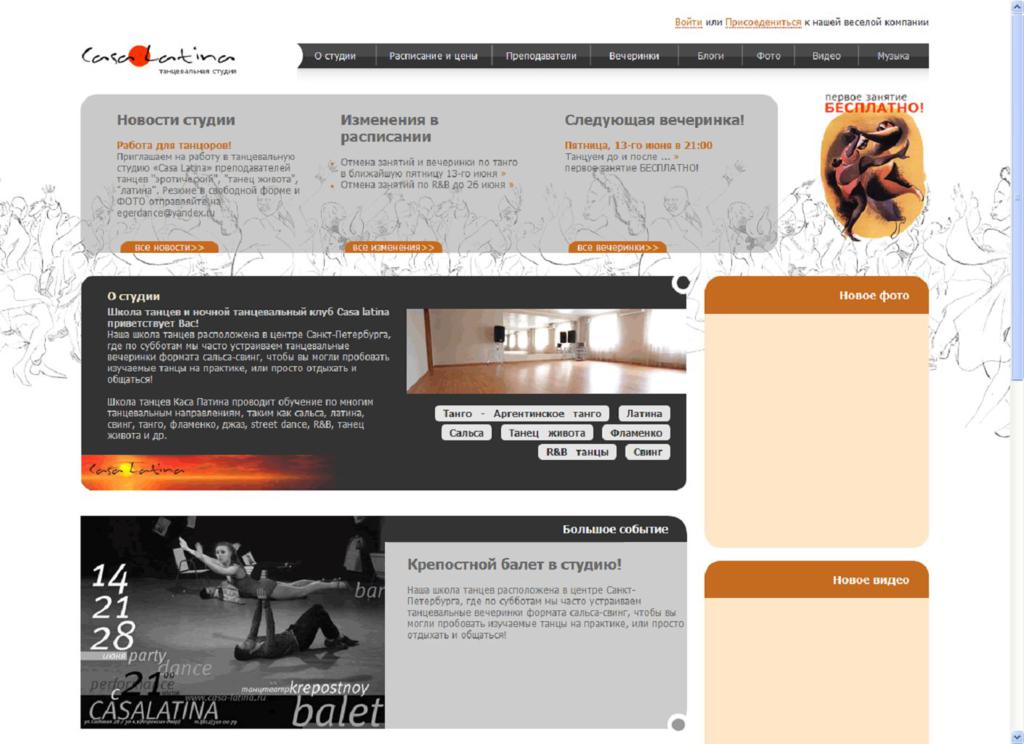 Войти или Присоедениться к нашей веселой компании
Casa Latina
танцевальная студия
О студии
Расписание и цены
Преподаватели
Вечеринки
Блоги
Фото
Видео
Музыка
первое занятие
БЕСПЛАТНО!
Новости студии
Работа для танцоров!
Приглашаем на работу в танцевальную
студию «Casa Latina» преподавателей
танцев "эротический", "танец живота",
"латина". Резюме в свободной форме и
ФОТО отправляйте на
egerdance@yandex.ru
все новости>>
Изменения в
расписании
Отмена занятий и вечеринки по танго
в ближайшую пятницу 13-го июня »
Отмена занятий по R&B до 26 июня »
все изменения>>
Следующая вечеринка!
Пятница, 13-го июня в 21:00
Танцуем до и после ... »
первое занятие БЕСПЛАТНО!
все вечеринки>>
О студии
Школа танцев и ночной танцевальный клуб Casa latina
приветствует Вас!
Наша школа танцев расположена в центре Санкт-Петербурга,
где по субботам мы часто устраиваем танцевальные
вечеринки формата сальса-свинг, чтобы вы могли пробовать
изучаемые танцы на практике, или просто отдыхать и
общаться!
Школа танцев Каса Латина проводит обучение по многим
танцевальным направлениям, таким как сальса, латина,
свинг, танго, фламенко, джаз, street dance, R&B, танец
живота и др.
Casa Latina
Танго - Аргентинское танго
Латина
Сальса
Танец живота
Фламенко
R&B танцы
Свинг
Новое фото
Большое событие
Крепостной балет в студию!
Наша школа танцев расположена в центре Санкт-
Петербурга, где по субботам мы часто устраиваем
танцевальные вечеринки формата сальса-свинг, чтобы вы
могли пробовать изучаемые танцы на практике, или просто
отдыхать и общаться!
14
21
28
июня party
bar
dance
performance
с 21 00
www.casa-latina.ru
CASALATINA
танцтеатр krepostnoy
balet
Новое видео